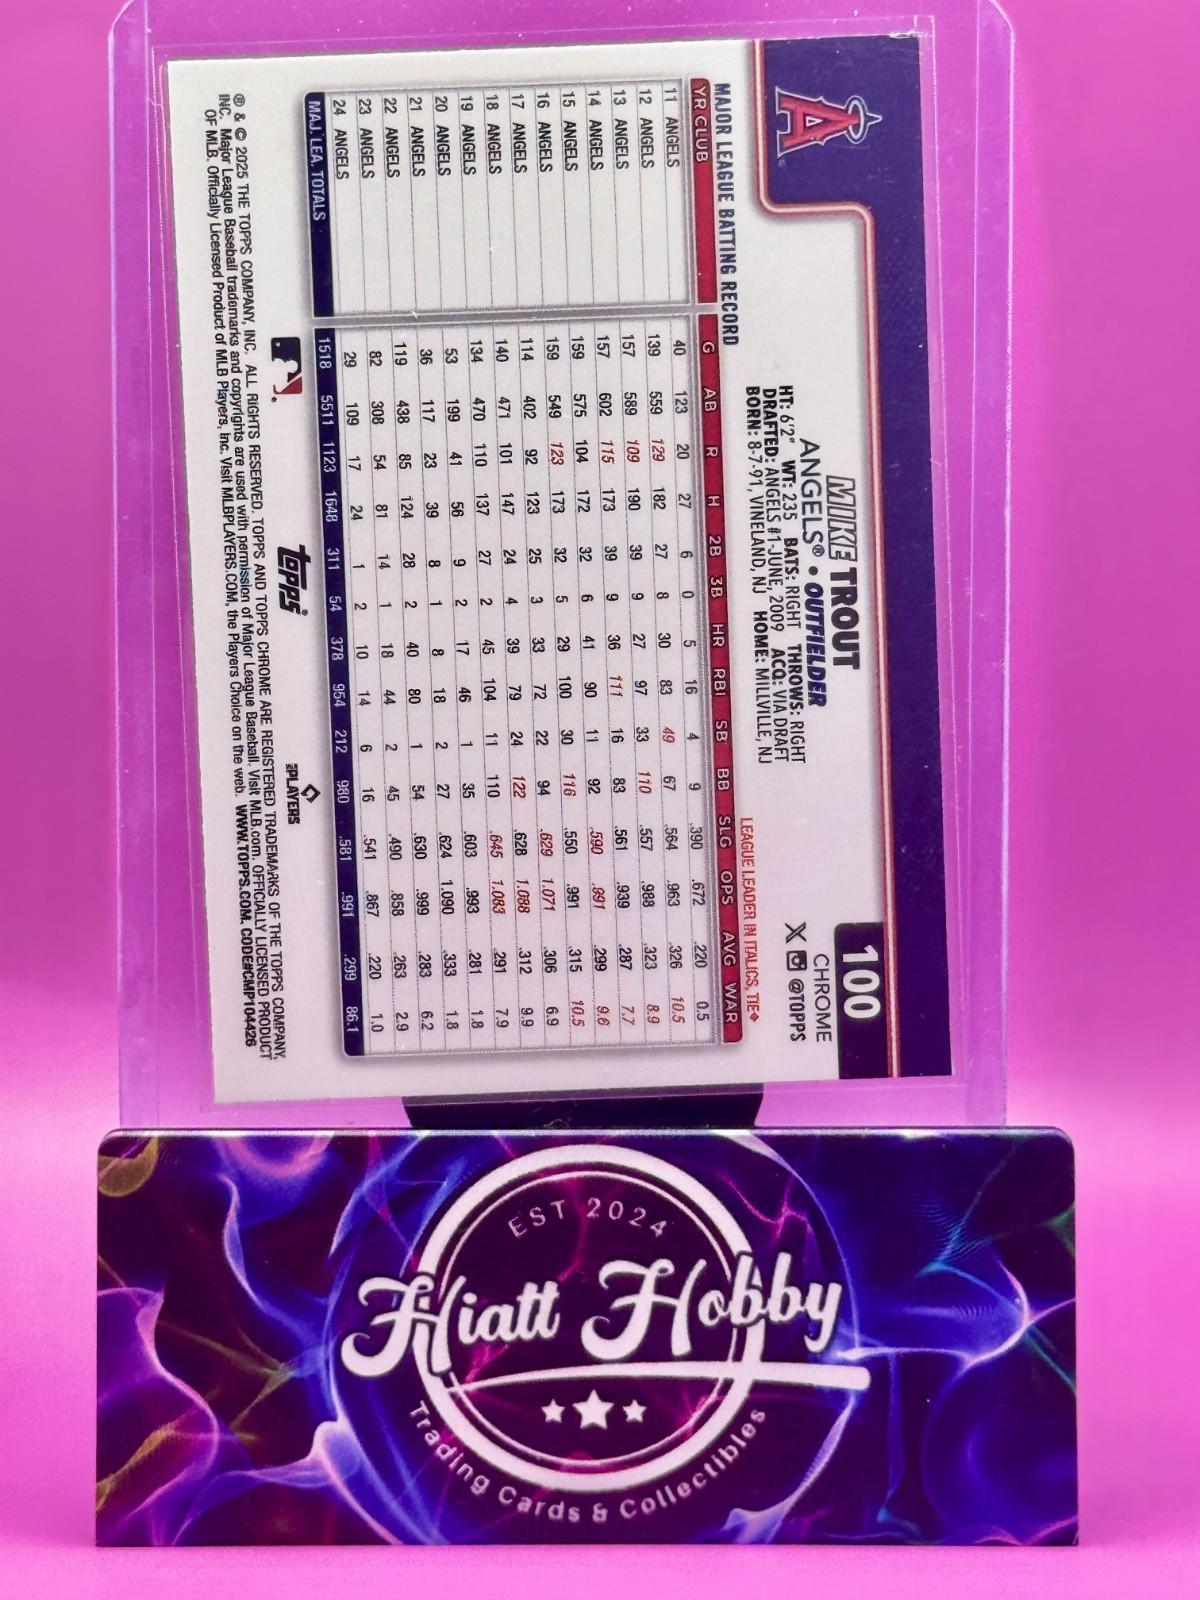 100
CHROME
@TOPPS
MIKE TROUT
ANGELS® • OUTFIELDER
HT: 6'2" WT: 235 BATS: RIGHT THROWS: RIGHT
DRAFTED: ANGELS #1-JUNE, 2009 ACQ: VIA DRAFT
BORN: 8-7-91, VINELAND, NJ HOME: MILLVILLE, NJ
MAJOR LEAGUE BATTING RECORD
LEAGUE LEADER IN ITALICS, TIE◆
YR CLUB G AB R H 2B 3B HR RBI SB BB SLG OPS AVG WAR
11 ANGELS 40 123 20 27 6 0 5 16 4 9 .390 .672 .220 0.5
12 ANGELS 139 559 129 182 27 8 30 83 49 67 .564 .963 .326 10.5
13 ANGELS 157 589 109 190 39 9 27 97 33 110 .557 .988 .323 8.9
14 ANGELS 157 602 115 173 39 9 36 111 16 83 .561 .939 .287 7.7
15 ANGELS 159 575 104 172 32 6 41 90 11 92 .590 .991 .299 9.6
16 ANGELS 159 549 123 173 32 5 29 100 30 116 .550 .991 .315 10.5
17 ANGELS 114 402 92 123 25 3 33 72 22 94 .629 1.071 .306 6.9
18 ANGELS 140 471 101 147 24 4 39 79 24 122 .628 1.088 .312 9.9
19 ANGELS 134 470 110 137 27 2 45 104 11 110 .645 1.083 .291 7.9
20 ANGELS 53 199 41 56 9 2 17 46 1 35 .603 .993 .281 1.8
21 ANGELS 36 117 23 39 8 1 8 18 2 27 .624 1.090 .333 1.8
22 ANGELS 119 438 85 124 28 2 40 80 1 54 .630 .999 .283 6.2
23 ANGELS 82 308 54 81 14 1 18 44 2 45 .490 .858 .263 2.9
24 ANGELS 29 109 17 24 1 2 10 14 6 16 .541 .867 .220 1.0
MAJ. LEA. TOTALS 1518 5511 1123 1648 311 54 378 954 212 980 .581 .991 .299 86.1
topps®
PLAYERS
® & © 2025 THE TOPPS COMPANY, INC. ALL RIGHTS RESERVED. TOPPS AND TOPPS CHROME ARE REGISTERED TRADEMARKS OF THE TOPPS COMPANY,
INC. Major League Baseball trademarks and copyrights are used with permission of Major League Baseball. Visit MLB.com. OFFICIALLY LICENSED PRODUCT
OF MLB. Officially Licensed Product of MLB Players, Inc. Visit MLBPLAYERS.COM, the Players Choice on the web. WWW.TOPPS.COM. CODE#CMP104426
EST 2024
Hiatt Hobby
Trading Cards & Collectibles